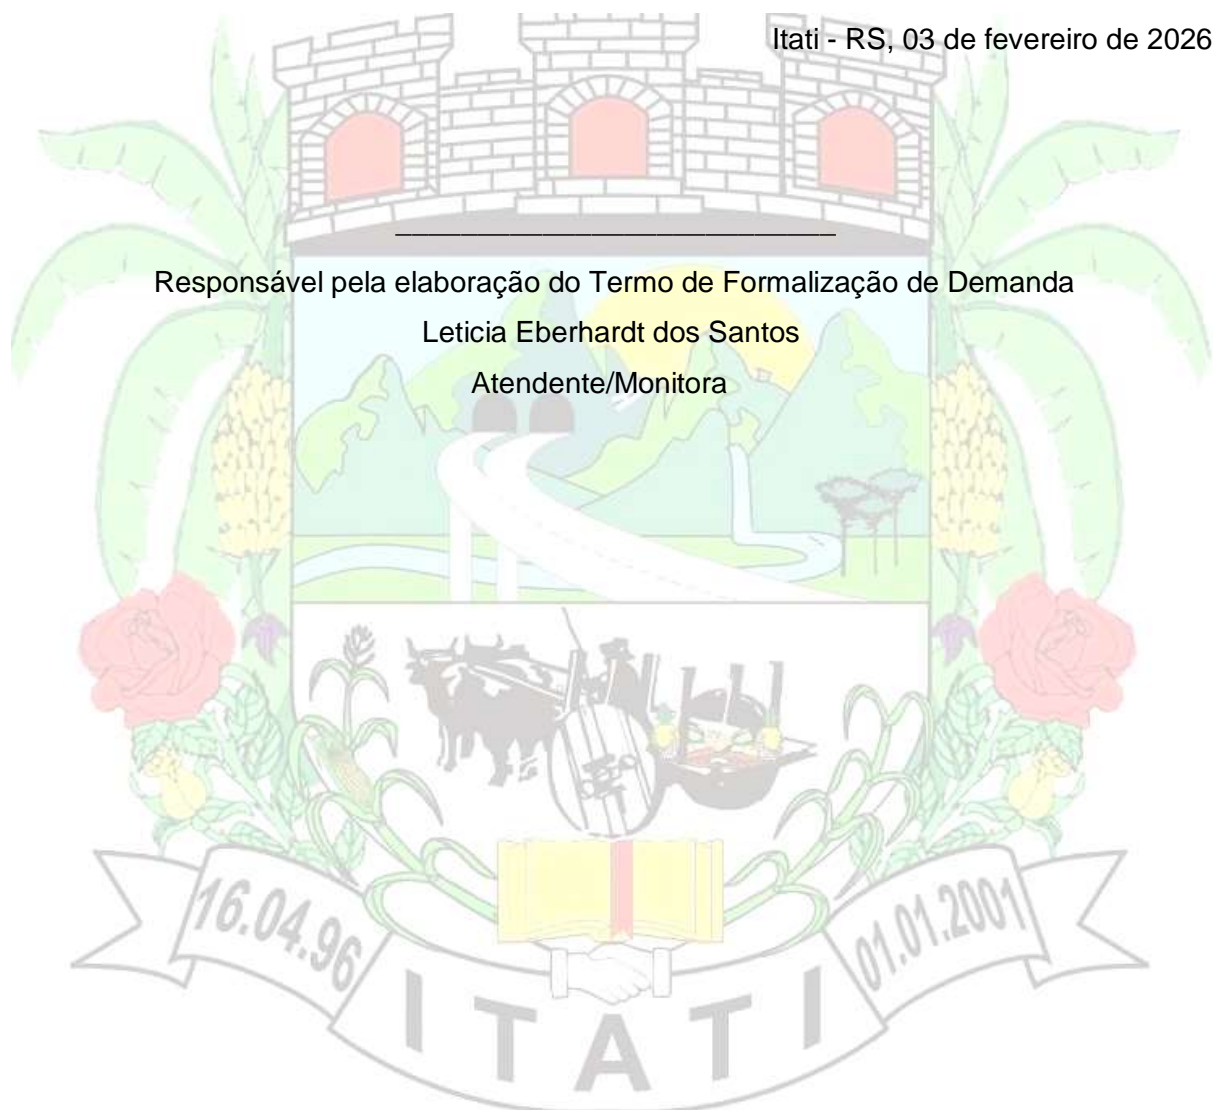 Itati - RS, 03 de fevereiro de 2026
____________________________
Responsável pela elaboração do Termo de Formalização de Demanda
Leticia Eberhardt dos Santos
Atendente/Monitora
16.04.96
01.01.2001
ITATI